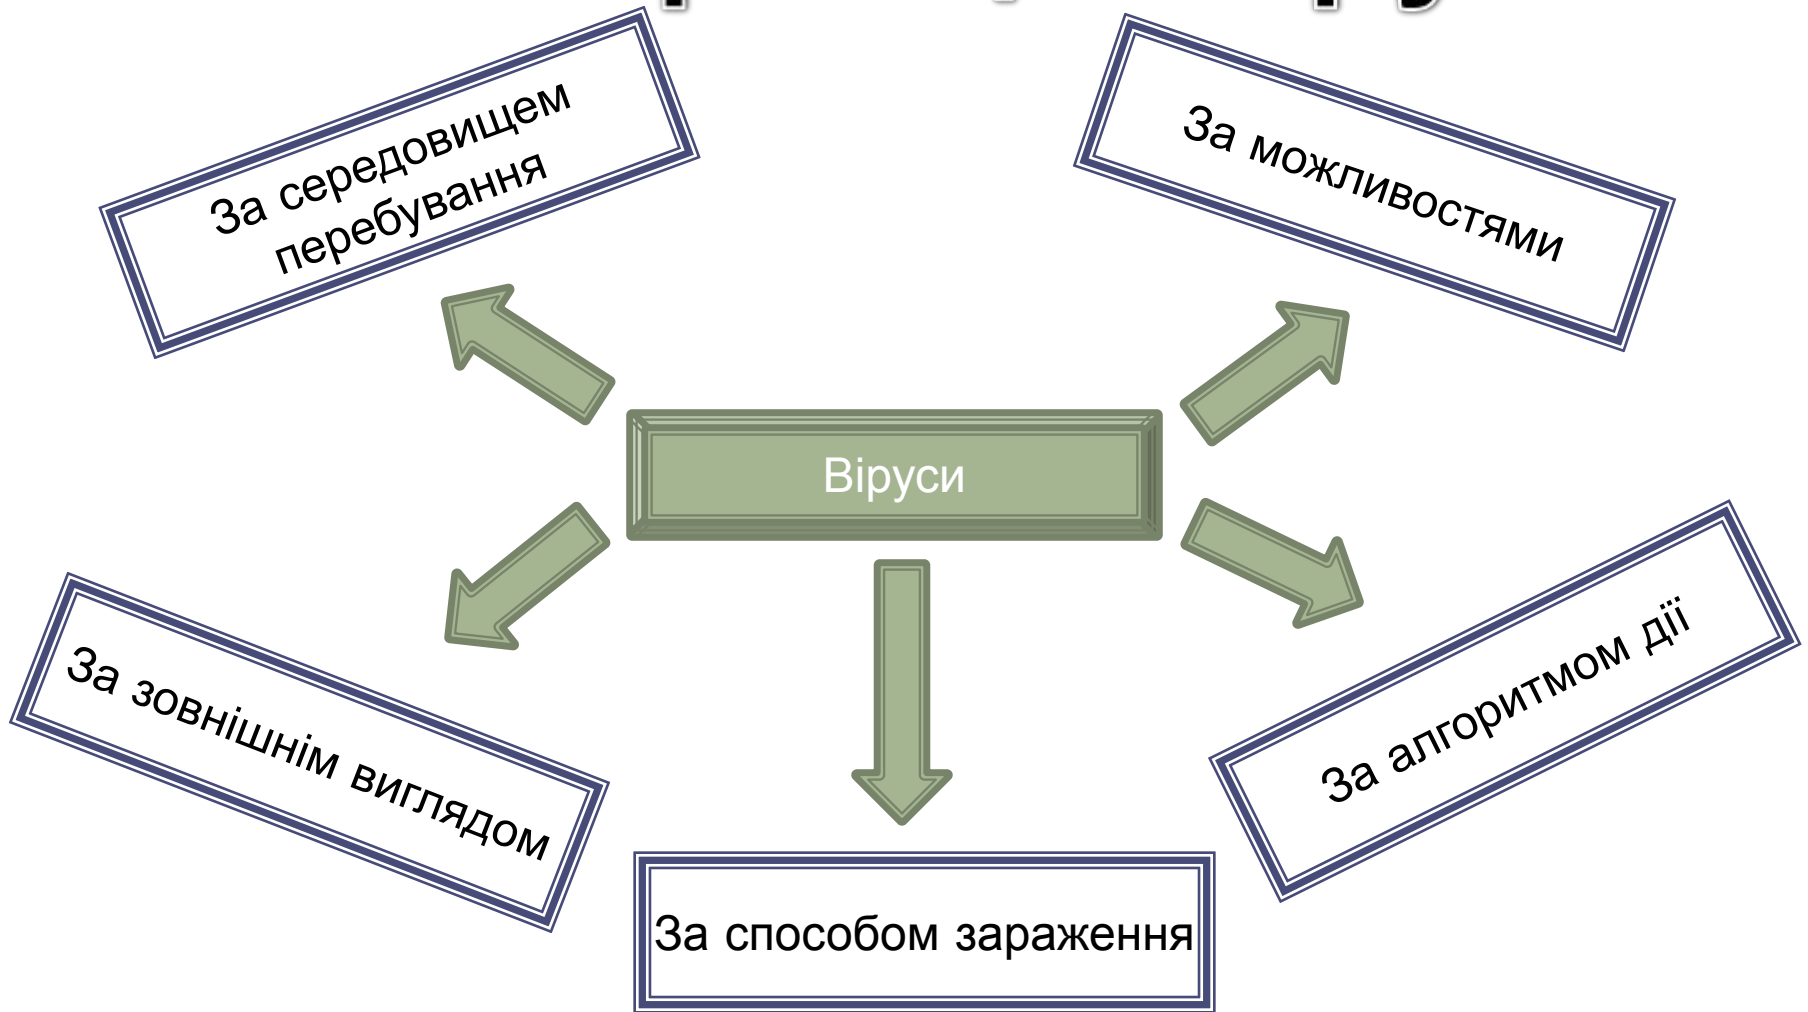 За середовищем
перебування
За можливостями
Віруси
За зовнішнім виглядом
За алгоритмом дії
За способом зараження